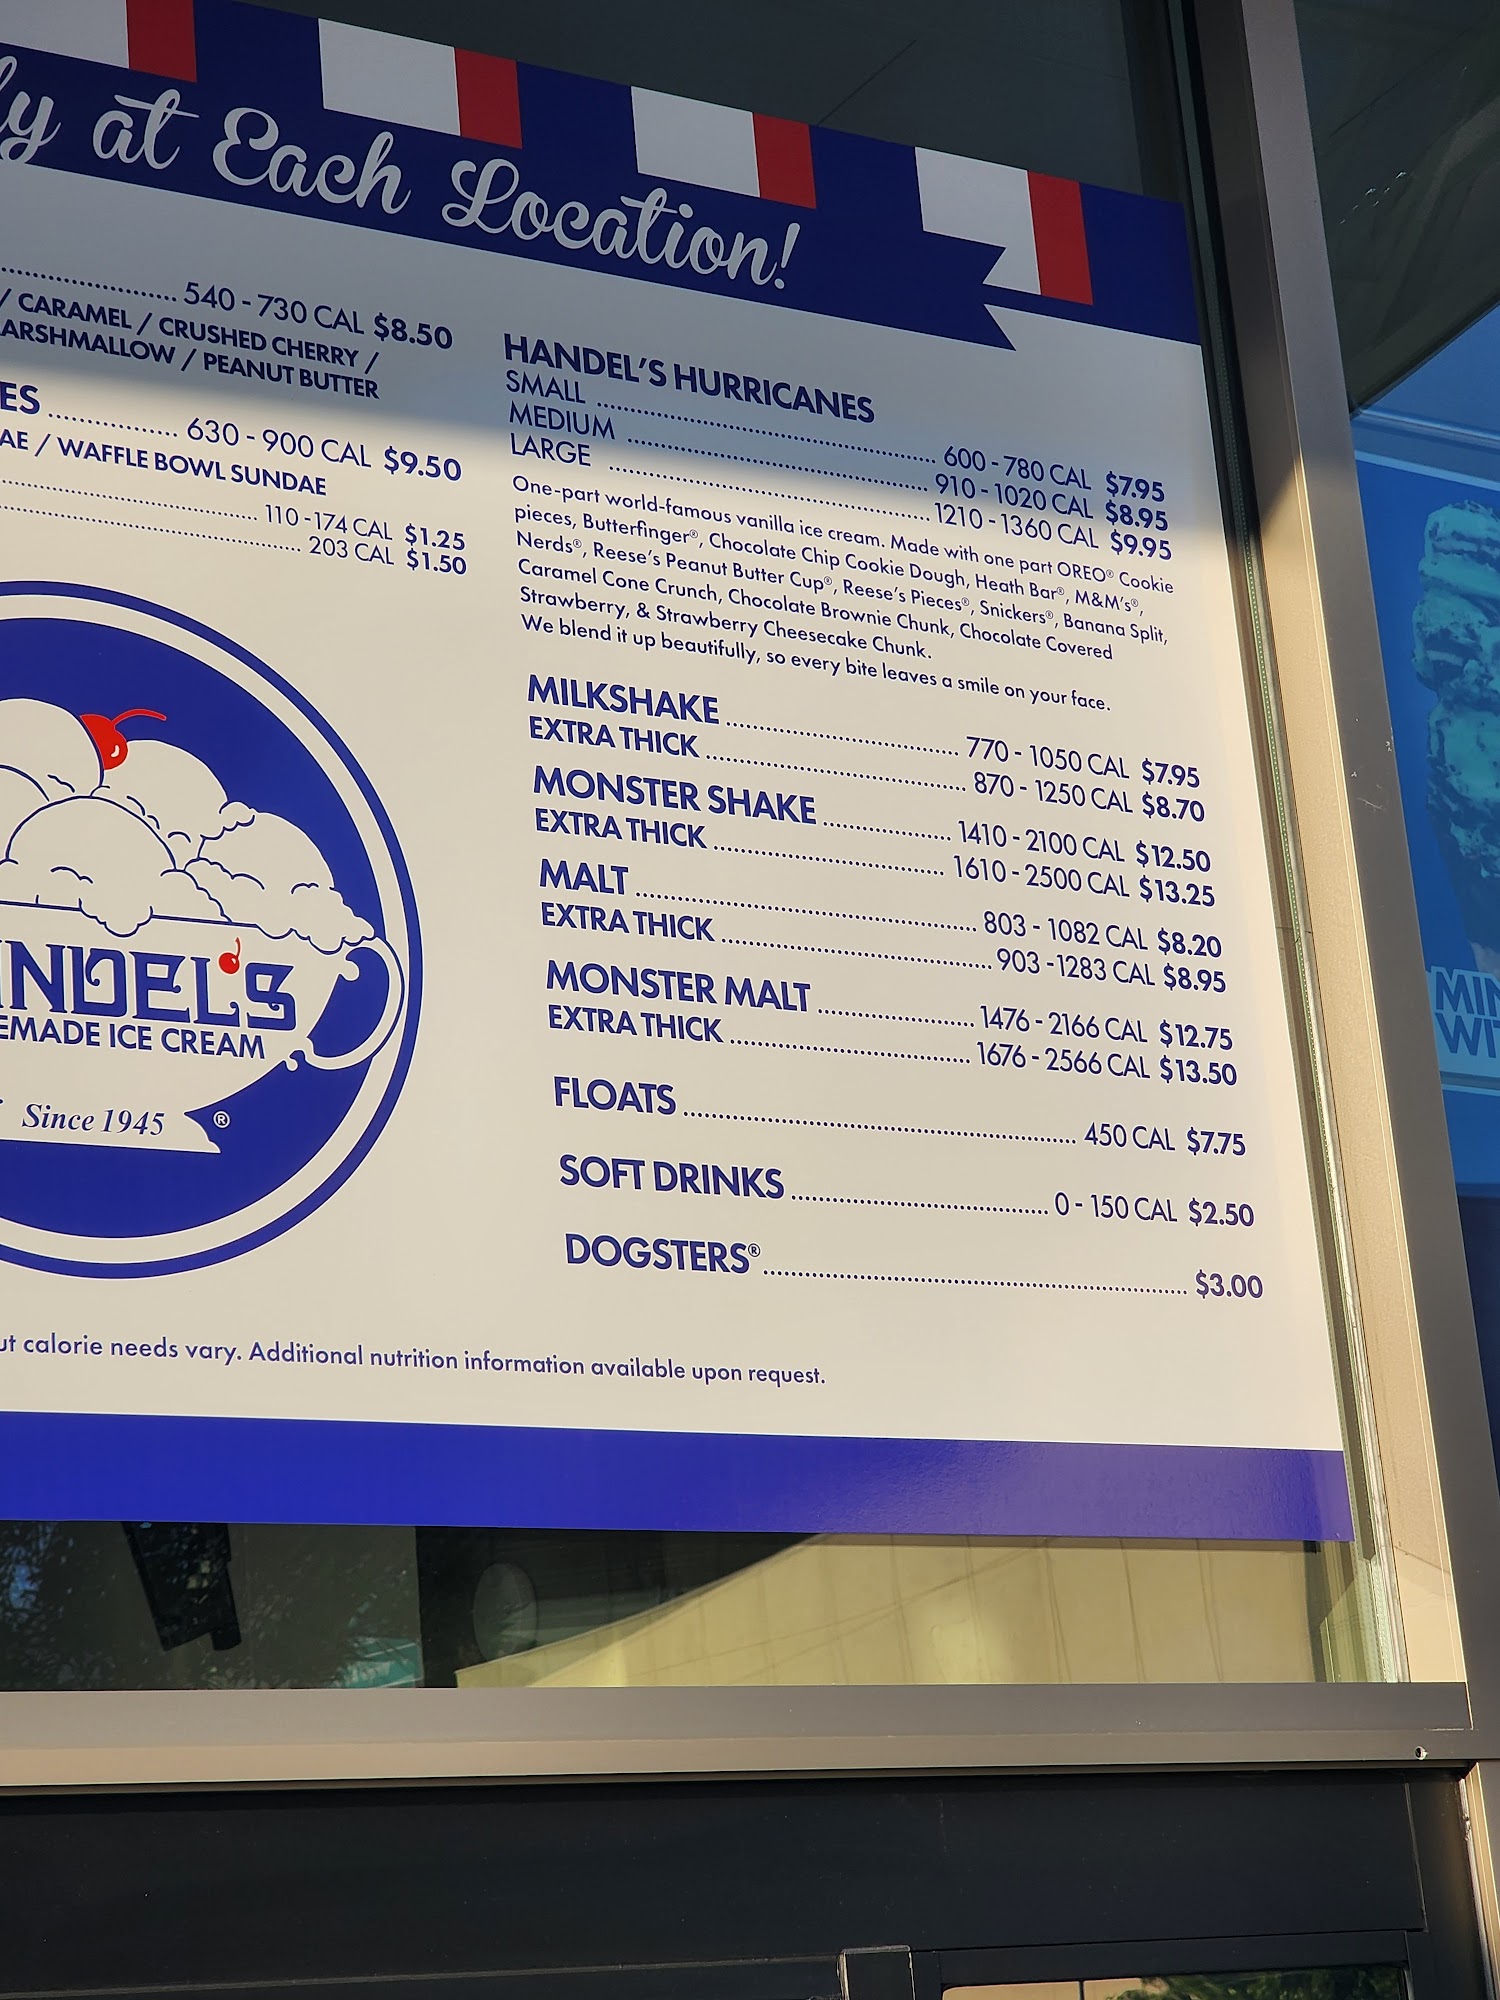 at Each Location!
540 - 730 CAL $8.50
/ CARAMEL / CRUSHED CHERRY /
/ PEANUT BUTTER
630 - 900 CAL $9.50
/ WAFFLE BOWL SUNDAE
110 - 174 CAL $1.25
203 CAL $1.50
ICE CREAM
Since 1945
®
HANDEL'S HURRICANES
SMALL 600 - 780 CAL $7.95
MEDIUM 910 - 1020 CAL $8.95
LARGE 1210 - 1360 CAL $9.95
One-part world-famous vanilla ice cream. Made with one part OREO® Cookie
pieces, Butterfinger®, Chocolate Chip Cookie Dough, Heath Bar®, M&M's®,
Nerds®, Reese's Peanut Butter Cup®, Reese's Pieces®, Snickers®, Banana Split,
Caramel Cone Crunch, Chocolate Brownie Chunk, Chocolate Covered
Strawberry, & Strawberry Cheesecake Chunk.
We blend it up beautifully, so every bite leaves a smile on your face.
MILKSHAKE 770 - 1050 CAL $7.95
EXTRA THICK 870 - 1250 CAL $8.70
MONSTER SHAKE 1410 - 2100 CAL $12.50
EXTRA THICK 1610 - 2500 CAL $13.25
MALT 803 - 1082 CAL $8.20
EXTRA THICK 903 - 1283 CAL $8.95
MONSTER MALT 1476 - 2166 CAL $12.75
EXTRA THICK 1676 - 2566 CAL $13.50
FLOATS 450 CAL $7.75
SOFT DRINKS 0 - 150 CAL $2.50
DOGSTERS® $3.00
calorie needs vary. Additional nutrition information available upon request.